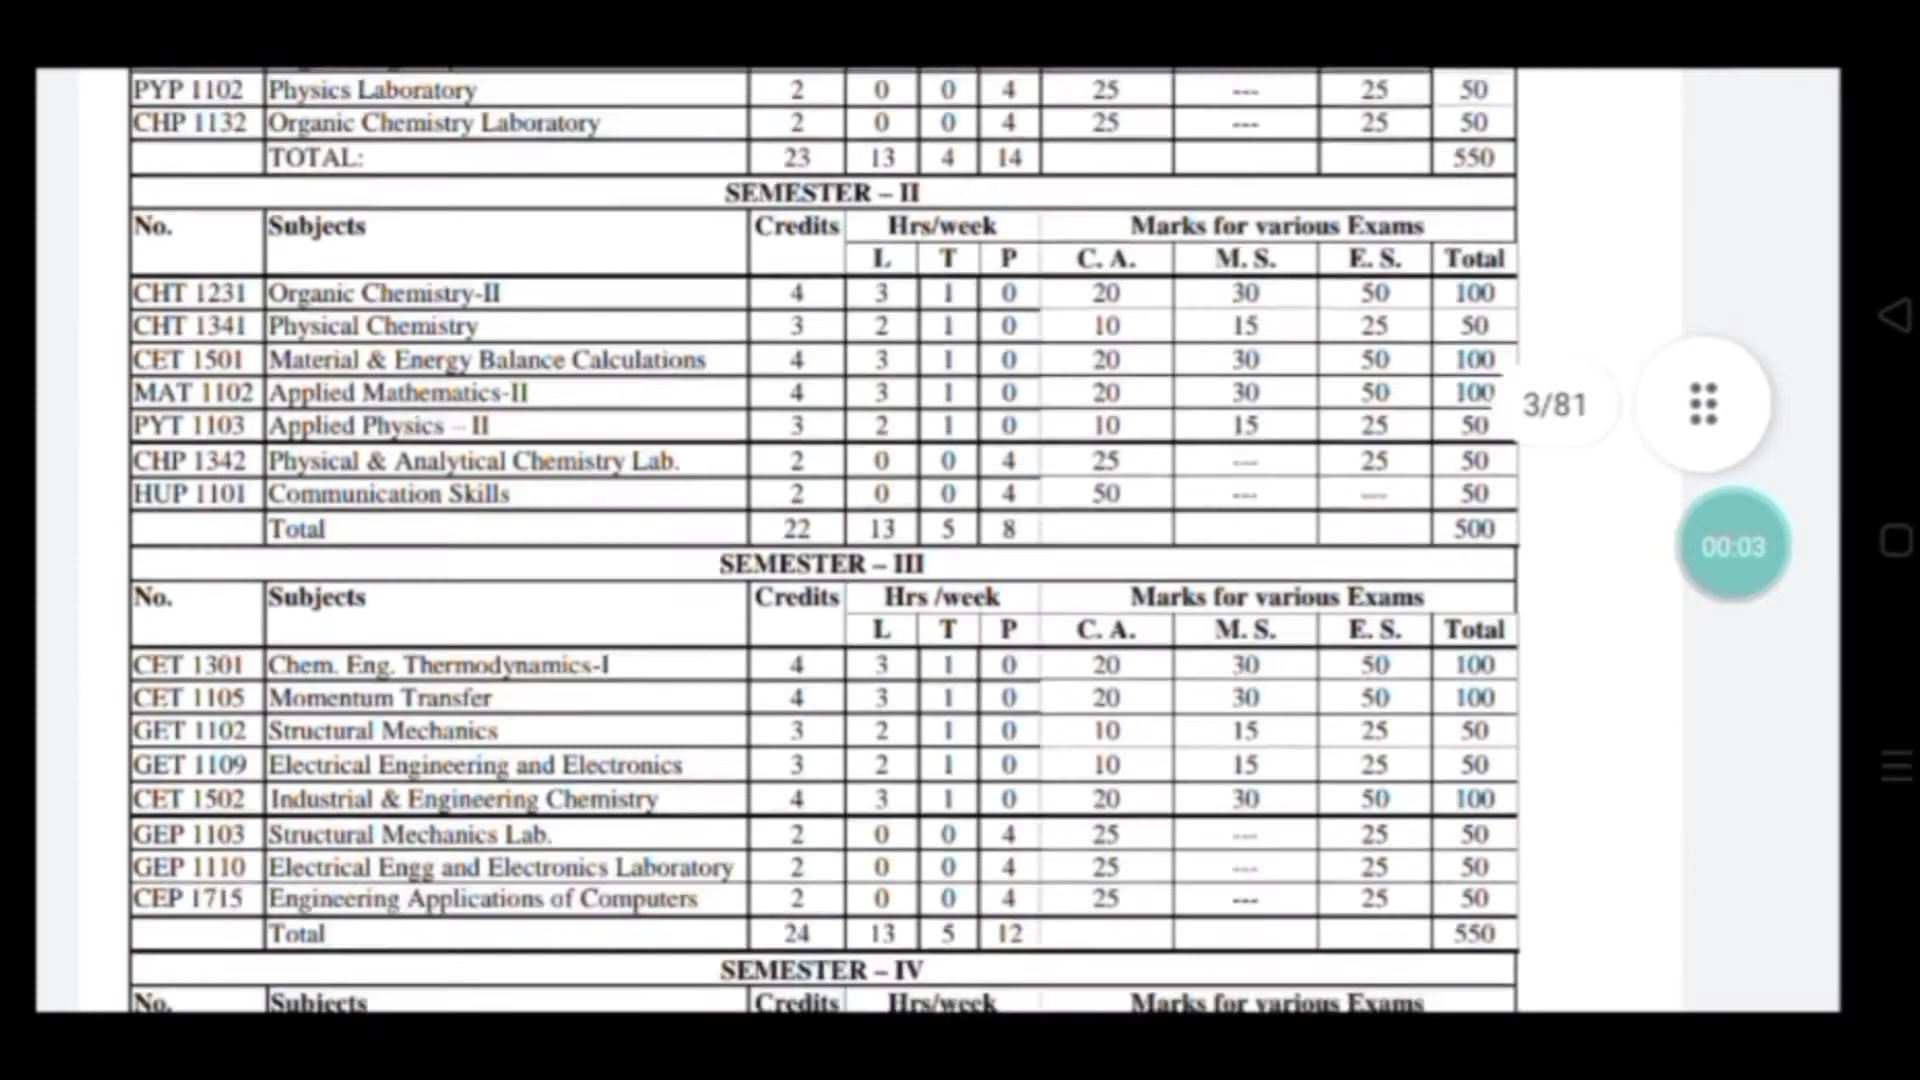 PYP 1102 Physics Laboratory 2 0 0 4 25 --- 25 50
CHP 1132 Organic Chemistry Laboratory 2 0 0 4 25 --- 25 50
TOTAL: 23 13 4 14 550
SEMESTER – II
No. Subjects Credits Hrs/week Marks for various Exams
L T P C. A. M. S. E. S. Total
CHT 1231 Organic Chemistry-II 4 3 1 0 20 30 50 100
CHT 1341 Physical Chemistry 3 2 1 0 10 15 25 50
CET 1501 Material & Energy Balance Calculations 4 3 1 0 20 30 50 100
MAT 1102 Applied Mathematics-II 4 3 1 0 20 30 50 100
3/81
PYT 1103 Applied Physics – II 3 2 1 0 10 15 25 50
CHP 1342 Physical & Analytical Chemistry Lab. 2 0 0 4 25 --- 25 50
HUP 1101 Communication Skills 2 0 0 4 50 --- --- 50
Total 22 13 5 8 500
00:03
SEMESTER – III
No. Subjects Credits Hrs /week Marks for various Exams
L T P C. A. M. S. E. S. Total
CET 1301 Chem. Eng. Thermodynamics-I 4 3 1 0 20 30 50 100
CET 1105 Momentum Transfer 4 3 1 0 20 30 50 100
GET 1102 Structural Mechanics 3 2 1 0 10 15 25 50
GET 1109 Electrical Engineering and Electronics 3 2 1 0 10 15 25 50
CET 1502 Industrial & Engineering Chemistry 4 3 1 0 20 30 50 100
GEP 1103 Structural Mechanics Lab. 2 0 0 4 25 --- 25 50
GEP 1110 Electrical Engg and Electronics Laboratory 2 0 0 4 25 --- 25 50
CEP 1715 Engineering Applications of Computers 2 0 0 4 25 --- 25 50
Total 24 13 5 12 550
SEMESTER – IV
No. Subjects Credits Hrs/week Marks for various Exams